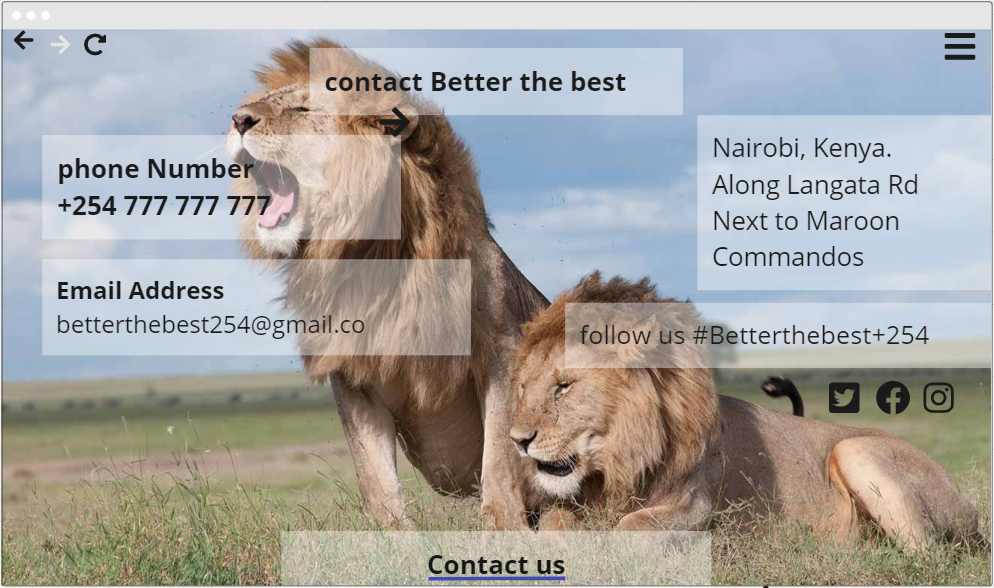 contact Better the best
phone Number
+254 777 777 777
Email Address
betterthebest254@gmail.co
Nairobi, Kenya.
Along Langata Rd
Next to Maroon
Commandos
follow us #Betterthebest+254
Contact us